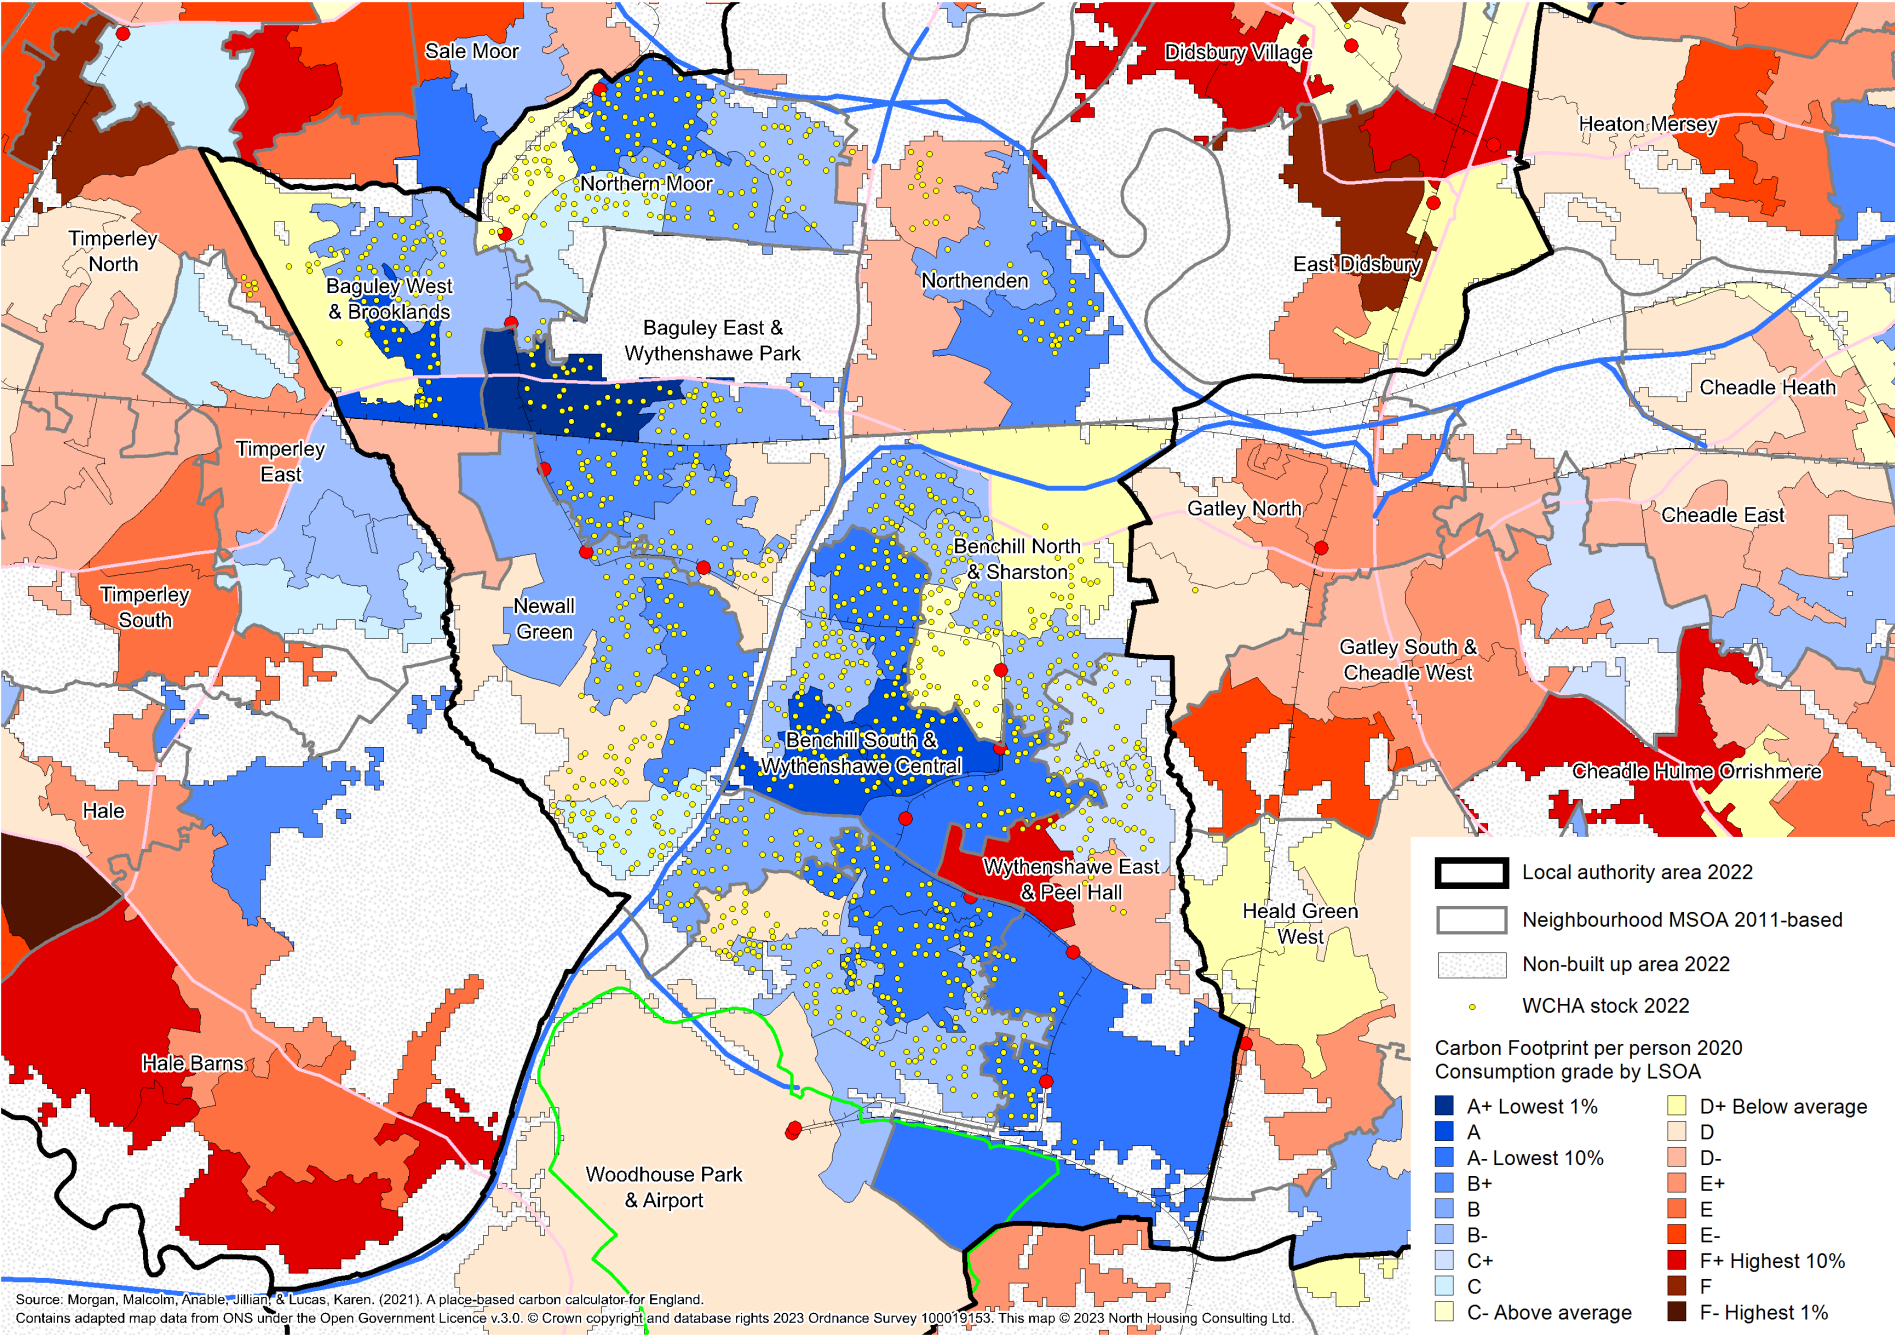 Sale Moor
Didsbury Village
Heaton Mersey
Northern Moor
Timperley
North
Baguley West
& Brooklands
Northenden
East Didsbury
Baguley East &
Wythenshawe Park
Cheadle Heath
Timperley
East
Gatley North
Cheadle East
Benchill North
& Sharston
Timperley
South
Newall
Green
Gatley South &
Cheadle West
Benchill South &
Wythenshawe Central
Cheadle Hulme Orrishmere
Hale
Wythenshawe East
& Peel Hall
Heald Green
West
Hale Barns
Woodhouse Park
& Airport
Local authority area 2022
Neighbourhood MSOA 2011-based
Non-built up area 2022
WCHA stock 2022
Carbon Footprint per person 2020
Consumption grade by LSOA
A+ Lowest 1%
A
A- Lowest 10%
B+
B
B-
C+
C
C- Above average
D+ Below average
D
D-
E+
E
E-
F+ Highest 10%
F
F- Highest 1%
Source: Morgan, Malcolm, Anable, Jillian, & Lucas, Karen. (2021). A place-based carbon calculator for England.
Contains adapted map data from ONS under the Open Government Licence v.3.0. © Crown copyright and database rights 2023 Ordnance Survey 100019153. This map © 2023 North Housing Consulting Ltd.